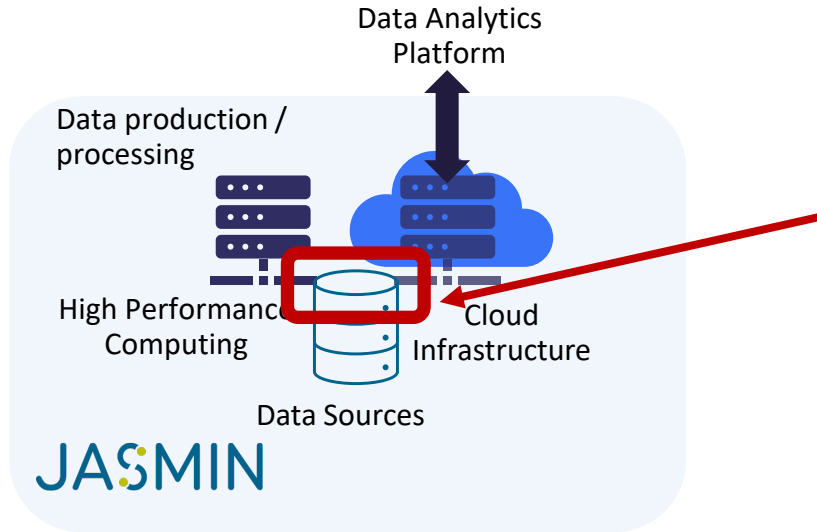 Data Analytics
Platform
Data production /
processing
High Performance
Computing
Cloud
Infrastructure
Data Sources
JASMIN